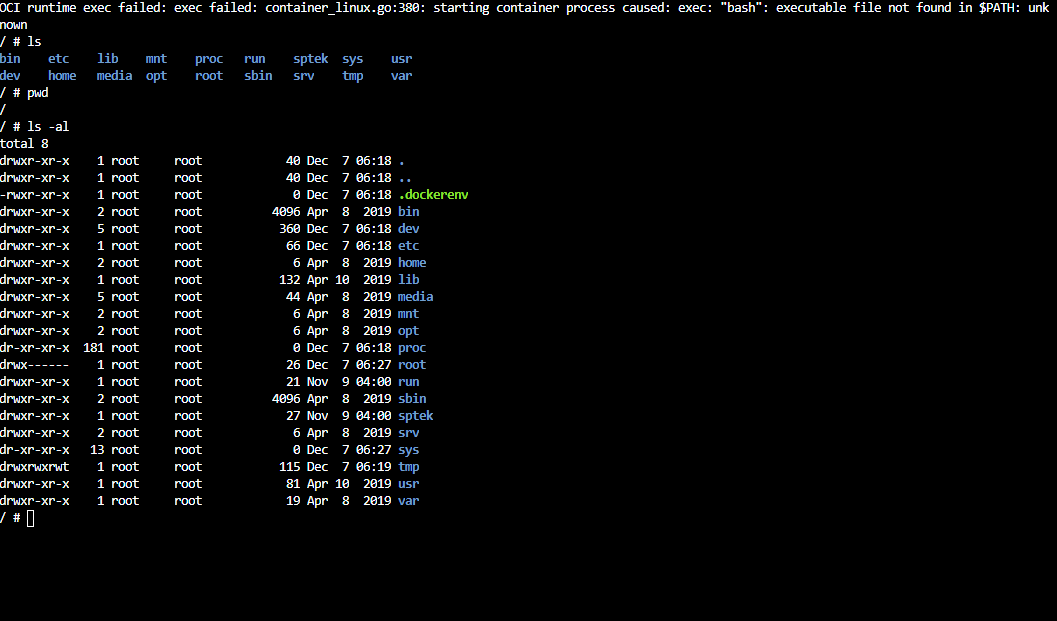 OCI runtime exec failed: exec failed: container_linux.go:380: starting container process caused: exec: "bash": executable file not found in $PATH: unk
nown
/ # ls
bin    etc    lib    mnt    proc   run    sptek  sys    usr
dev    home   media  opt    root   sbin   srv    tmp    var
/ # pwd
/
/ # ls -al
total 8
drwxr-xr-x    1 root     root            40 Dec  7 06:18 .
drwxr-xr-x    1 root     root            40 Dec  7 06:18 ..
-rwxr-xr-x    1 root     root             0 Dec  7 06:18 .dockerenv
drwxr-xr-x    2 root     root          4096 Apr  8  2019 bin
drwxr-xr-x    5 root     root           360 Dec  7 06:18 dev
drwxr-xr-x    1 root     root            66 Dec  7 06:18 etc
drwxr-xr-x    2 root     root             6 Apr  8  2019 home
drwxr-xr-x    1 root     root           132 Apr 10  2019 lib
drwxr-xr-x    5 root     root            44 Apr  8  2019 media
drwxr-xr-x    2 root     root             6 Apr  8  2019 mnt
drwxr-xr-x    2 root     root             6 Apr  8  2019 opt
dr-xr-xr-x  181 root     root             0 Dec  7 06:18 proc
drwx------    1 root     root            26 Dec  7 06:27 root
drwxr-xr-x    1 root     root            21 Nov  9 04:00 run
drwxr-xr-x    2 root     root          4096 Apr  8  2019 sbin
drwxr-xr-x    1 root     root            27 Nov  9 04:00 sptek
drwxr-xr-x    2 root     root             6 Apr  8  2019 srv
dr-xr-xr-x   13 root     root             0 Dec  7 06:27 sys
drwxrwxrwt    1 root     root           115 Dec  7 06:19 tmp
drwxr-xr-x    1 root     root            81 Apr 10  2019 usr
drwxr-xr-x    1 root     root            19 Apr  8  2019 var
/ #